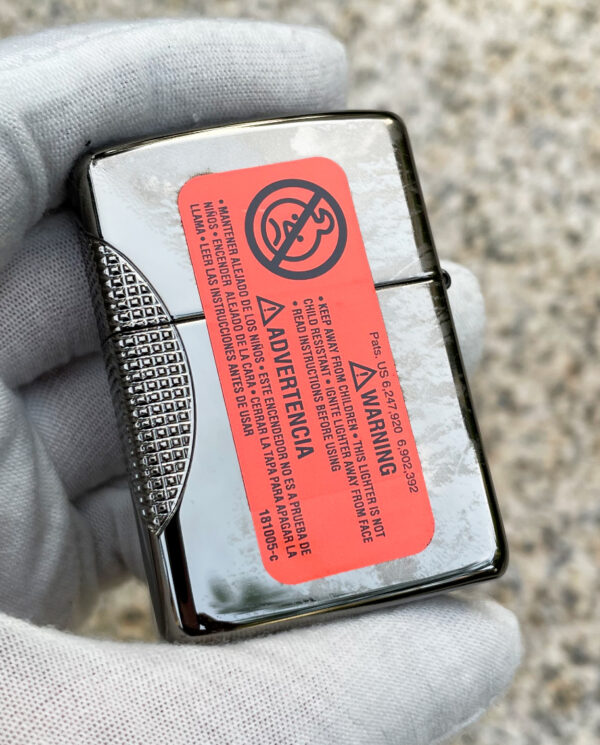 Pats. US 6,247,920 6,902,392
⚠WARNING
• KEEP AWAY FROM CHILDREN • THIS LIGHTER IS NOT
CHILD RESISTANT • IGNITE LIGHTER AWAY FROM FACE
• READ INSTRUCTIONS BEFORE USING
⚠ADVERTENCIA
• MANTENER ALEJADO DE LOS NIÑOS • ESTE ENCENDEDOR NO ES A PRUEBA DE
NIÑOS • ENCENDER ALEJADO DE LA CARA • CERRAR LA TAPA PARA APAGAR LA
LLAMA • LEER LAS INSTRUCCIONES ANTES DE USAR
181005-c